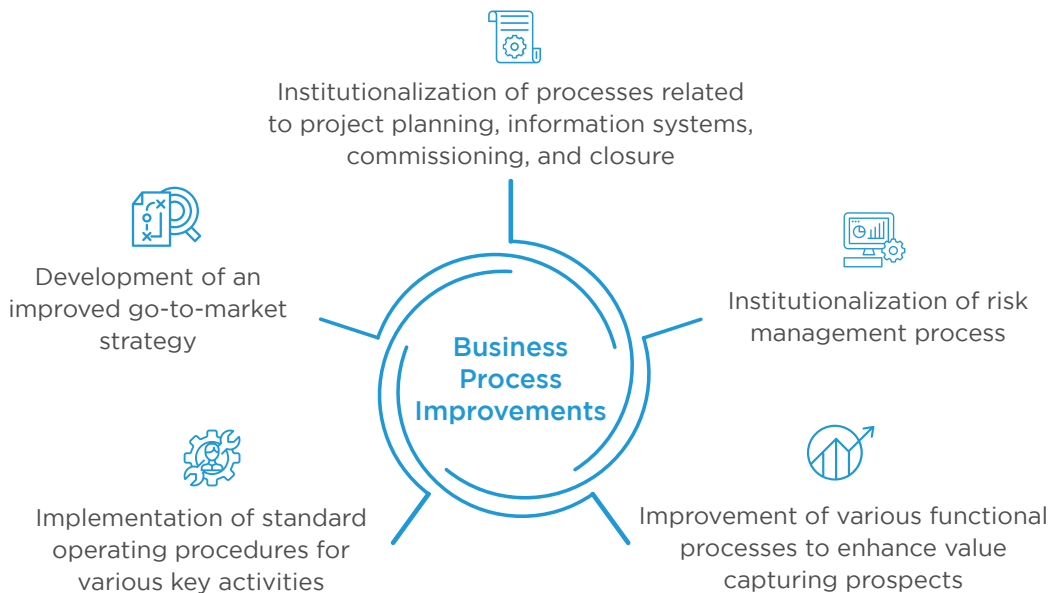 Institutionalization of processes related
to project planning, information systems,
commissioning, and closure
Development of an
improved go-to-market
strategy
Institutionalization of risk
management process
Business
Process
Improvements
Implementation of standard
operating procedures for
various key activities
Improvement of various functional
processes to enhance value
capturing prospects